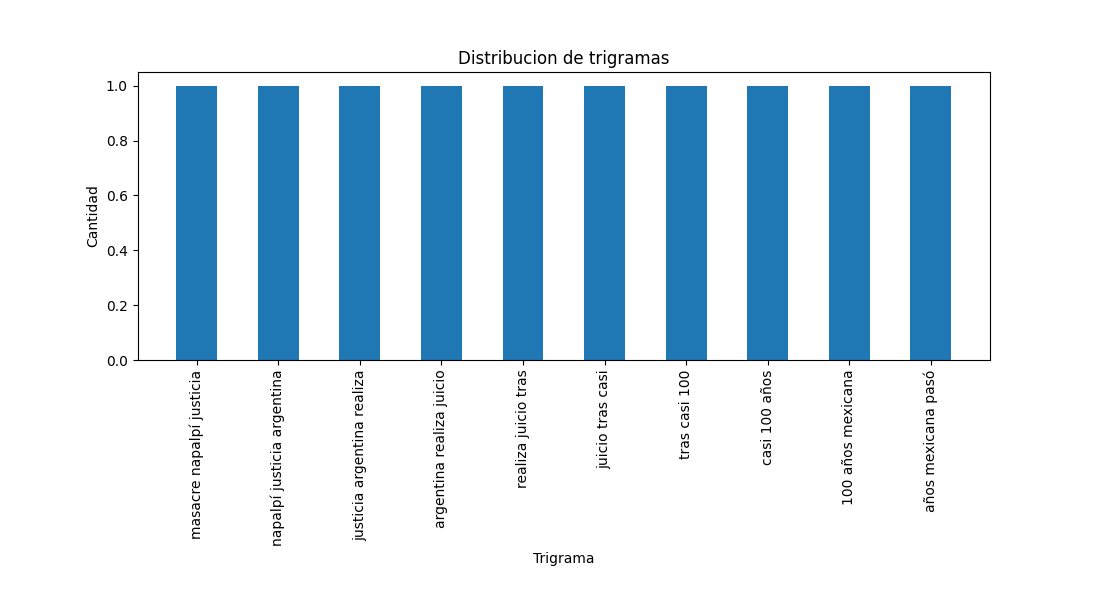 Distribucion de trigramas
Cantidad
1.0
0.8
0.6
0.4
0.2
0.0
masacre napalpí justicia
napalpí justicia argentina
justicia argentina realiza
argentina realiza juicio
realiza juicio tras
juicio tras casi
tras casi 100
casi 100 años
100 años mexicana
años mexicana pasó
Trigrama